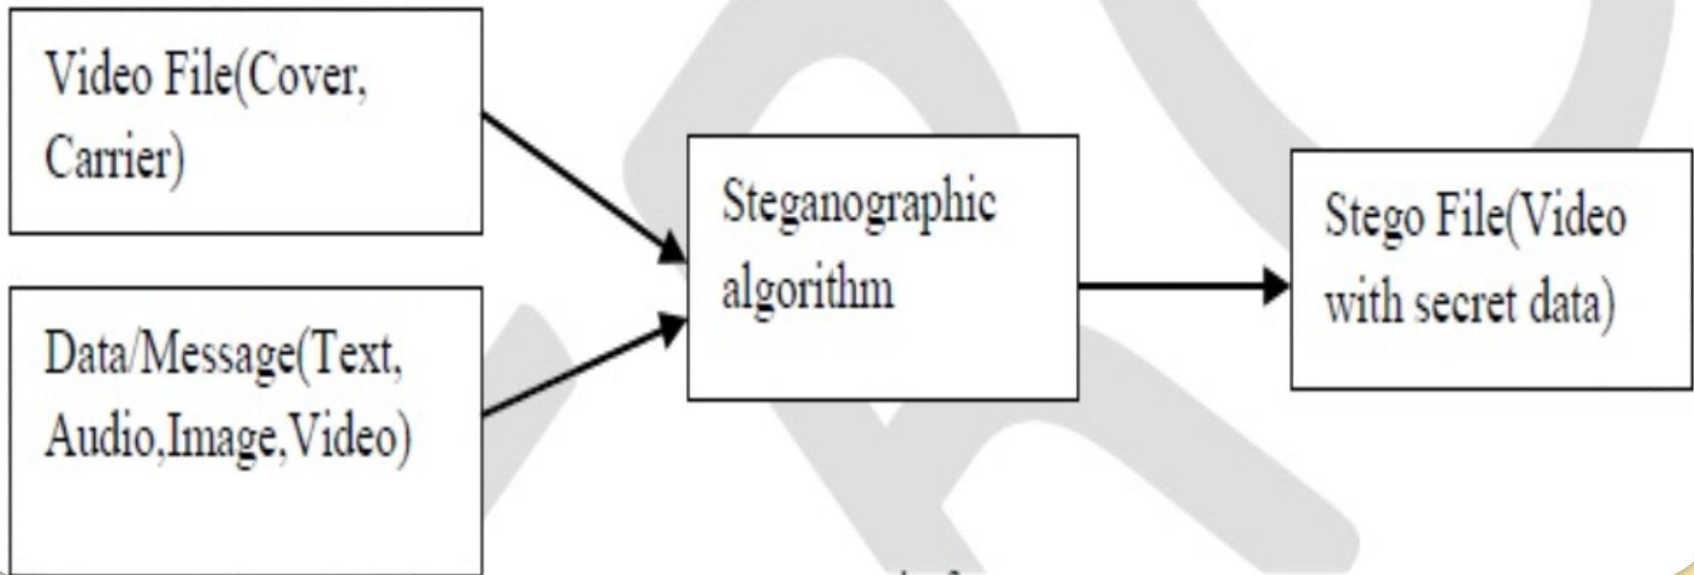 Video File(Cover,
Carrier)
Data/Message(Text,
Audio,Image,Video)
Steganographic
algorithm
Stego File(Video
with secret data)